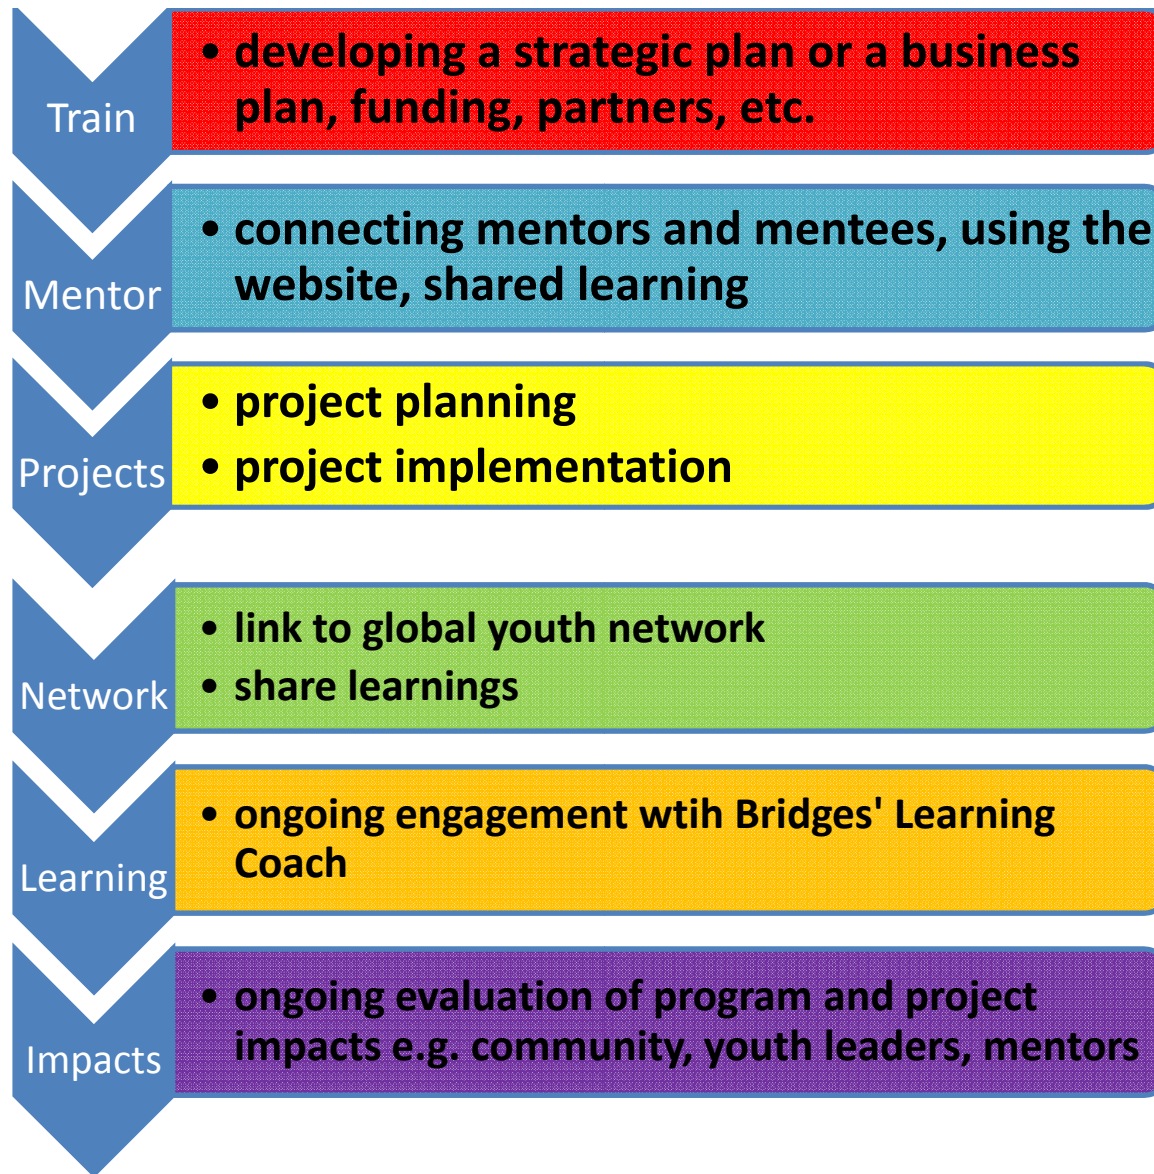 Train
• developing a strategic plan or a business
plan, funding, partners, etc.
Mentor
• connecting mentors and mentees, using the
website, shared learning
Projects
• project planning
• project implementation
Network
• link to global youth network
• share learnings
Learning
• ongoing engagement wtih Bridges' Learning
Coach
Impacts
• ongoing evaluation of program and project
impacts e.g. community, youth leaders, mentors